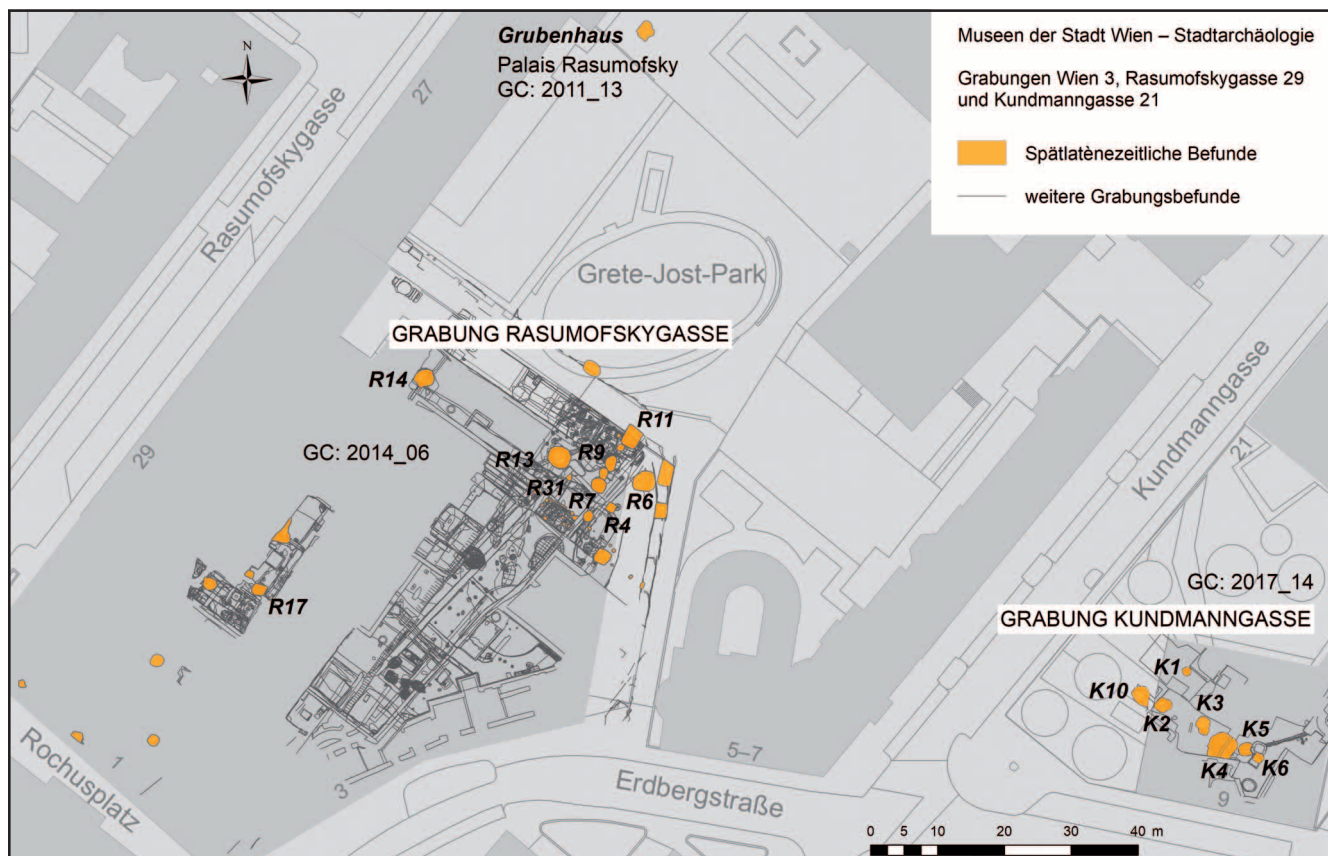 N
Grubenhaus
Palais Rasumofsky
GC: 2011_13
Museen der Stadt Wien – Stadtarchäologie
Grabungen Wien 3, Rasumofskygasse 29
und Kundmanngasse 21
Spätlatènezeitliche Befunde
weitere Grabungsbefunde
27
Rasumofskygasse
Grete-Jost-Park
GRABUNG RASUMOFSKYGASSE
R14
R11
R9
R13
GC: 2014_06
R31
R7
R6
R4
29
R17
Kundmanngasse
21
GC: 2017_14
GRABUNG KUNDMANNGASSE
K1
K10
K3
K2
K5
K4
K6
9
Rochusplatz
1
3
5–7
Erdbergstraße
0 5 10 20 30 40 m